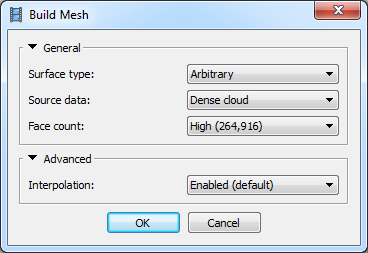 Build Mesh
General
Surface type: Arbitrary
Source data: Dense cloud
Face count: High (264,916)
Advanced
Interpolation: Enabled (default)
OK Cancel